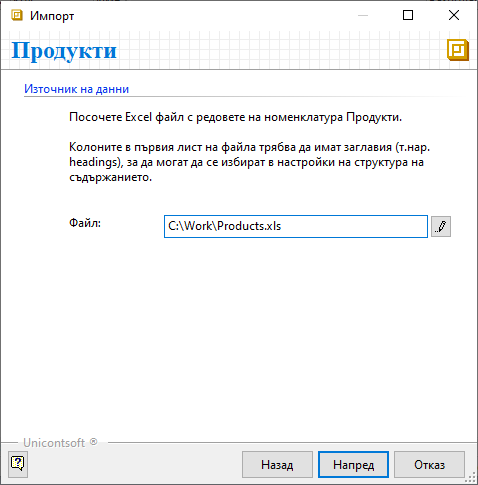 Импорт
Продукти
Източник на данни
Посочете Excel файл с редовете на номенклатура Продукти.
Колоните в първия лист на файла трябва да имат заглавия (т.нар.
headings), за да могат да се избират в настройки на структура на
съдържанието.
Файл:
C:\Work\Products.xls
Unicontsoft ®
Назад
Напред
Отказ